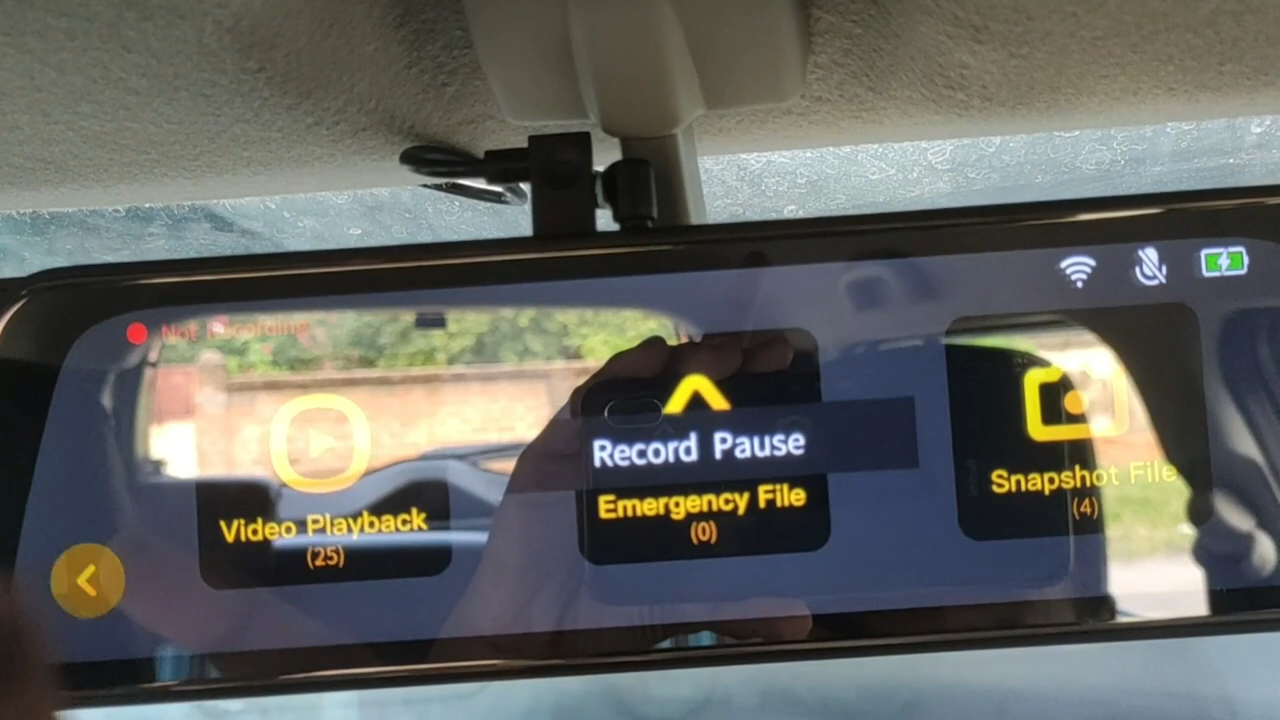 Not Recording
Record Pause
Video Playback
(25)
Emergency File
(0)
Snapshot File
(4)